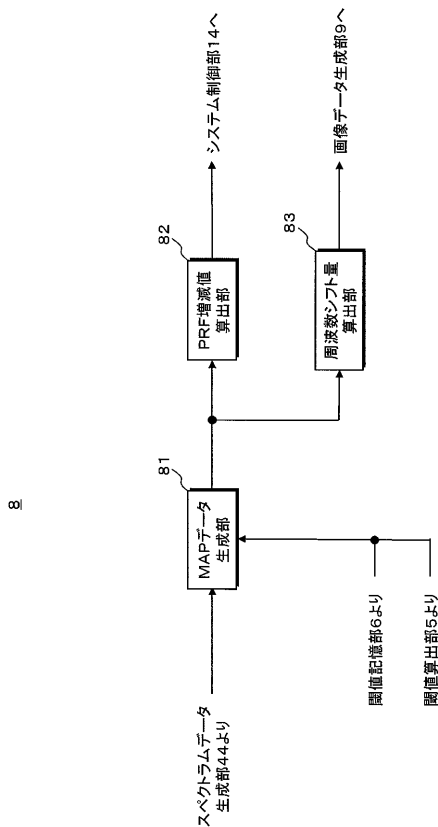 8
スペクトラムデータ
生成部44より
81
MAPデータ
生成部
閾値記憶部6より
閾値算出部5より
82
PRF増減値
算出部
システム制御部14へ
83
周波数シフト量
算出部
画像データ生成部9へ